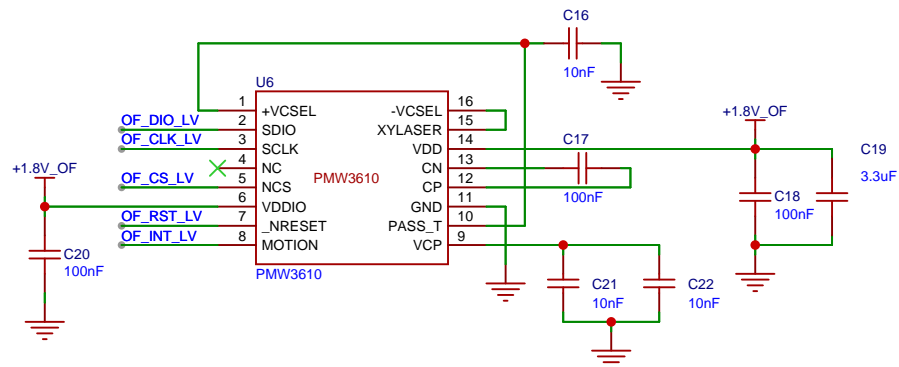 C16
10nF
U6
1
+VCSEL
-VCSEL
16
OF_DIO_LV
2
SDIO
XYLASER
15
+1.8V_OF
OF_CLK_LV
3
SCLK
VDD
14
C17
4
NC
CN
13
C19
+1.8V_OF
OF_CS_LV
5
NCS
PMW3610
CP
12
3.3uF
6
VDDIO
GND
11
100nF
C18
OF_RST_LV
7
_NRESET
PASS_T
10
100nF
OF_INT_LV
8
MOTION
VCP
9
C20
100nF
PMW3610
C21
C22
10nF
10nF